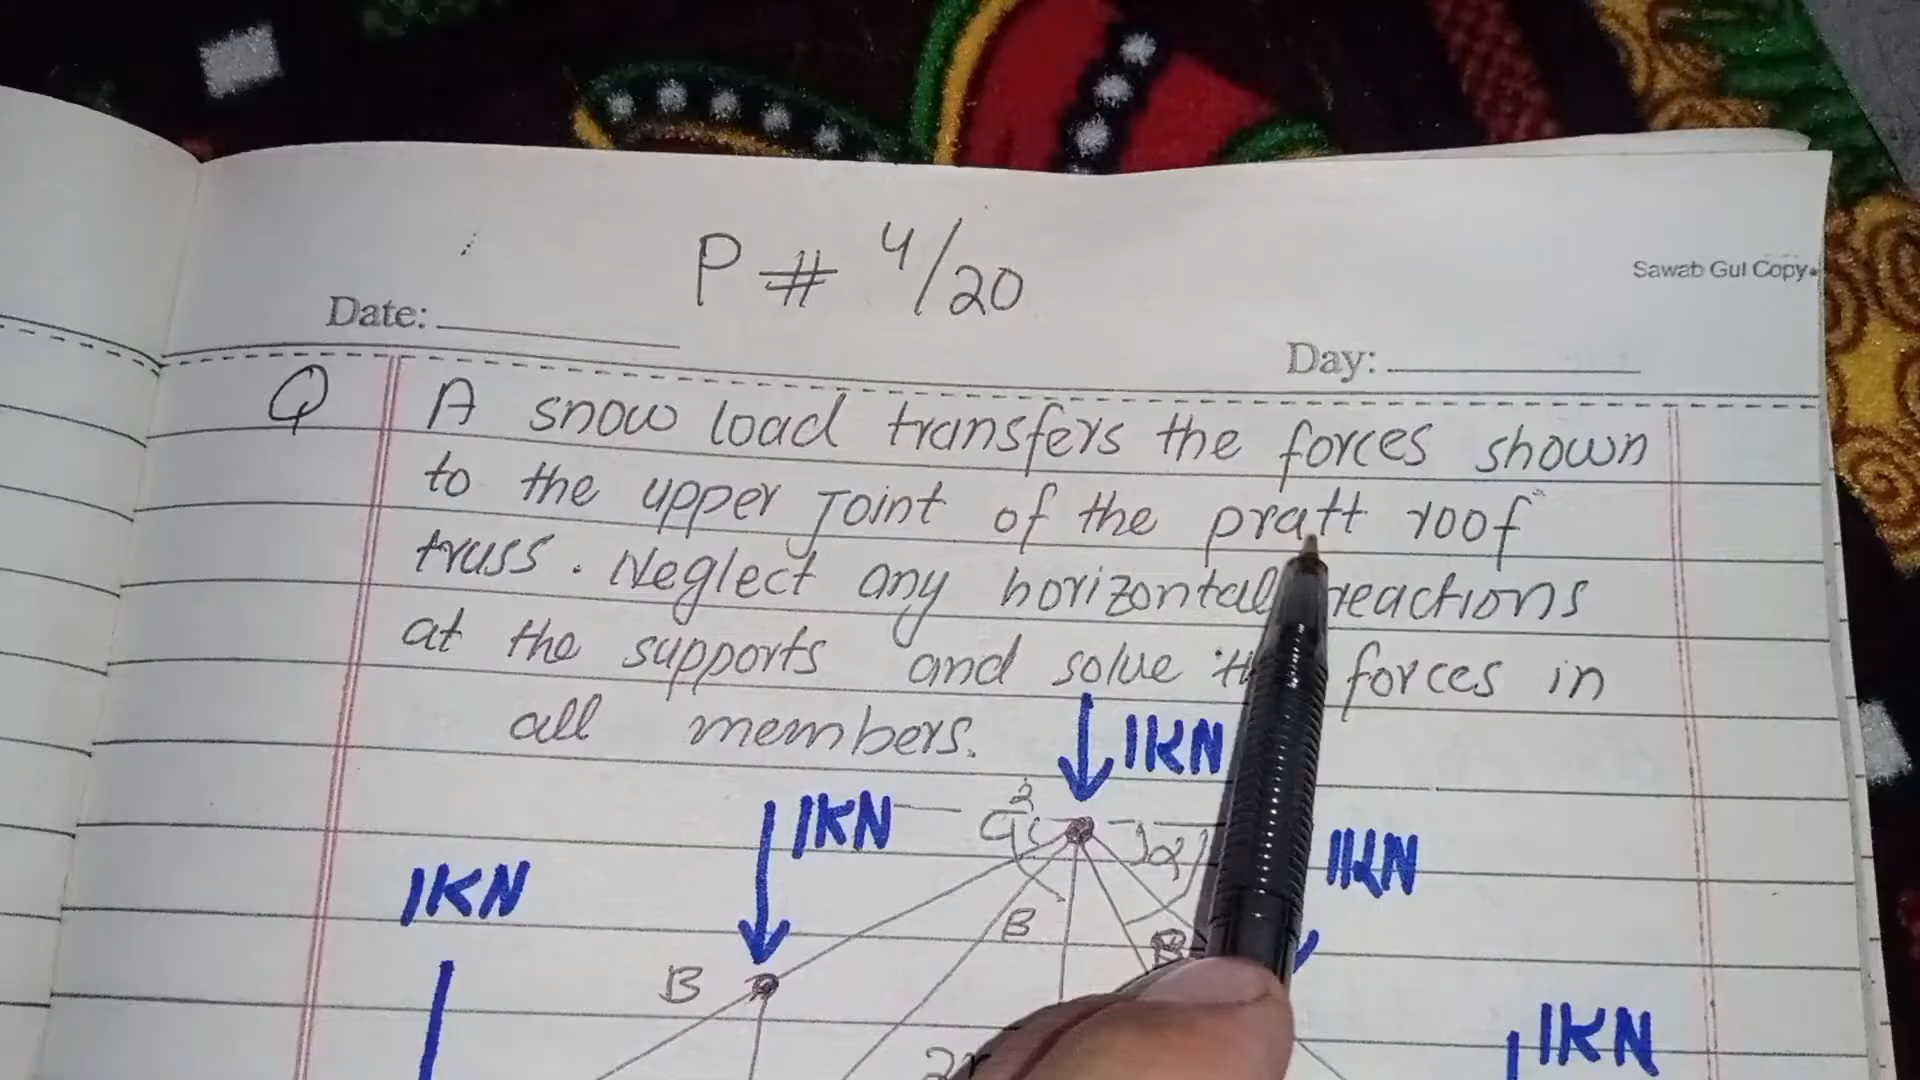 P # 4/20
Sawab Gul Copy
Date:
Day:
Q A snow load transfers the forces shown
to the upper Joint of the pratt roof
truss. Neglect any horizontal reactions
at the supports and solve forces in
all members.
1KN
1KN
1KN
1KN
1KN
B
B
B